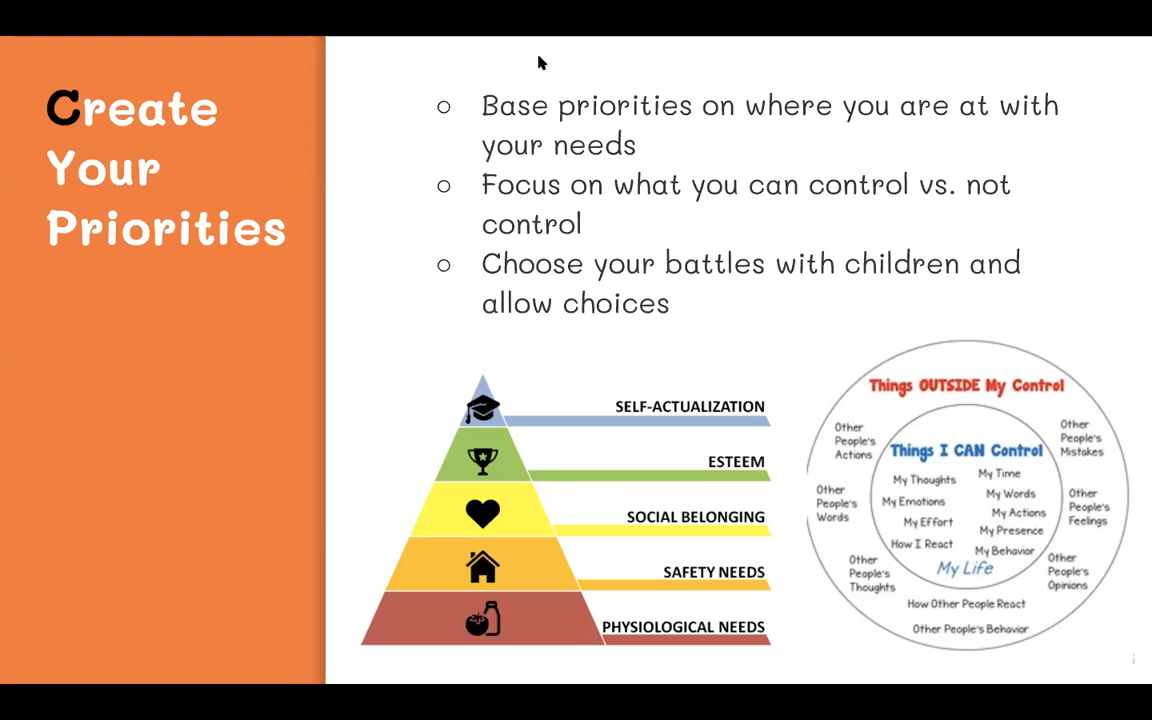 Create
Your
Priorities
Base priorities on where you are at with
your needs
Focus on what you can control vs. not
control
Choose your battles with children and
allow choices
SELF-ACTUALIZATION
ESTEEM
SOCIAL BELONGING
SAFETY NEEDS
PHYSIOLOGICAL NEEDS
Things OUTSIDE My Control
Other
People's
Actions
Other
People's
Mistakes
Other
People's
Words
Other
People's
Feelings
Other
People's
Thoughts
Other
People's
Opinions
How Other People React
Other People's Behavior
Things I CAN Control
My Thoughts
My Time
My Emotions
My Words
My Effort
My Actions
My Presence
How I React
My Behavior
My Life